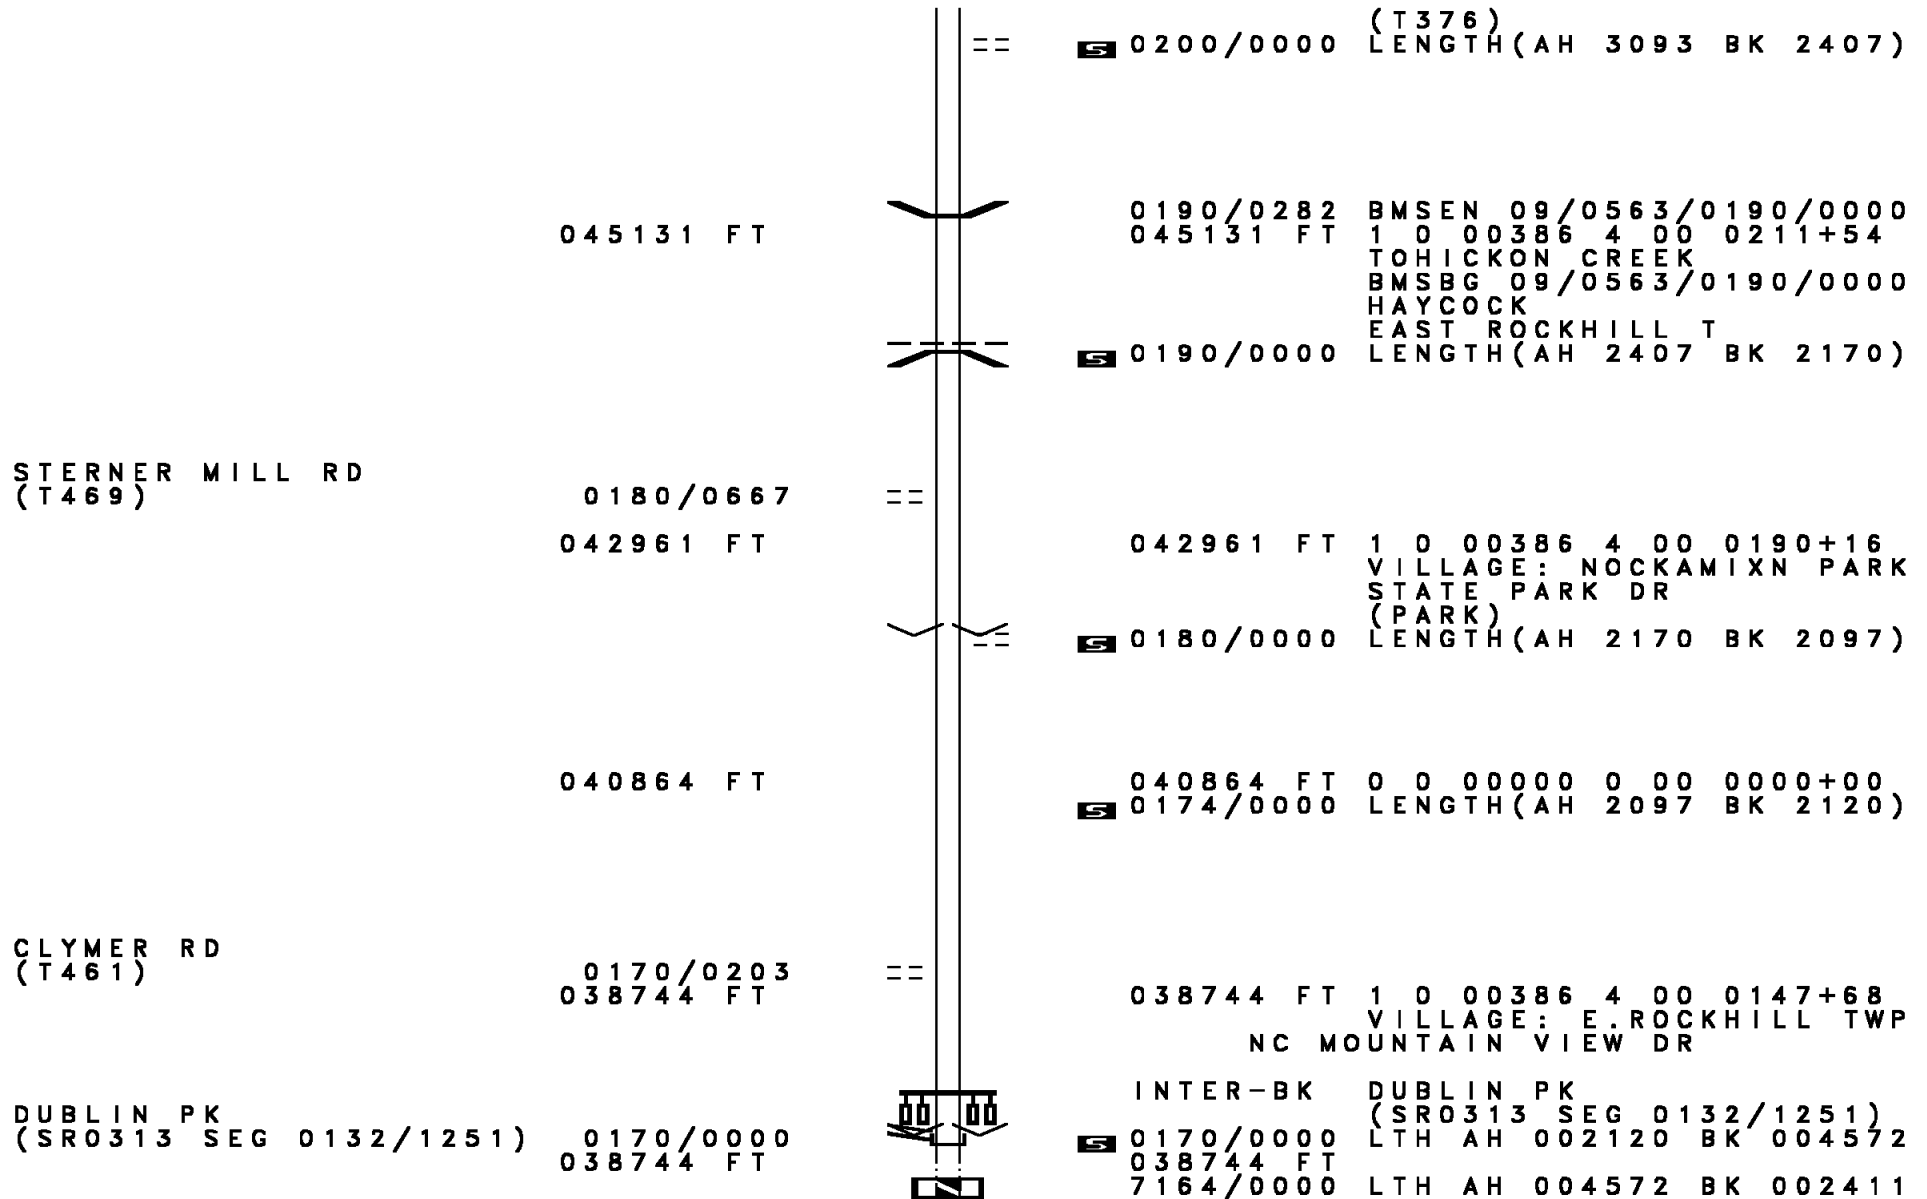 (T376)
S 0200/0000 LENGTH(AH 3093 BK 2407)
0190/0282 BMSEN 09/0563/0190/0000
045131 FT 045131 FT 1 0 00386 4 00 0211+54
TOHICKON CREEK
BMSBG 09/0563/0190/0000
HAYCOCK
EAST ROCKHILL T
S 0190/0000 LENGTH(AH 2407 BK 2170)
STERNER MILL RD
(T469) 0180/0667
042961 FT 042961 FT 1 0 00386 4 00 0190+16
VILLAGE: NOCKAMIXN PARK
STATE PARK DR
(PARK)
S 0180/0000 LENGTH(AH 2170 BK 2097)
040864 FT 040864 FT 0 0 00000 0 00 0000+00
S 0174/0000 LENGTH(AH 2097 BK 2120)
CLYMER RD
(T461) 0170/0203
038744 FT 038744 FT 1 0 00386 4 00 0147+68
VILLAGE: E.ROCKHILL TWP
NC MOUNTAIN VIEW DR
INTER-BK DUBLIN PK
DUBLIN PK (SR0313 SEG 0132/1251)
(SR0313 SEG 0132/1251) 0170/0000 S 0170/0000 LTH AH 002120 BK 004572
038744 FT 038744 FT
7164/0000 LTH AH 004572 BK 002411